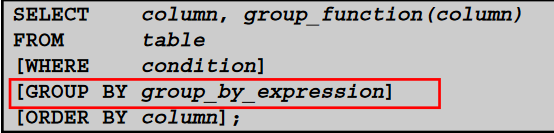 SELECT column, group_function(column)
FROM table
[WHERE condition]
[GROUP BY group_by_expression]
[ORDER BY column];